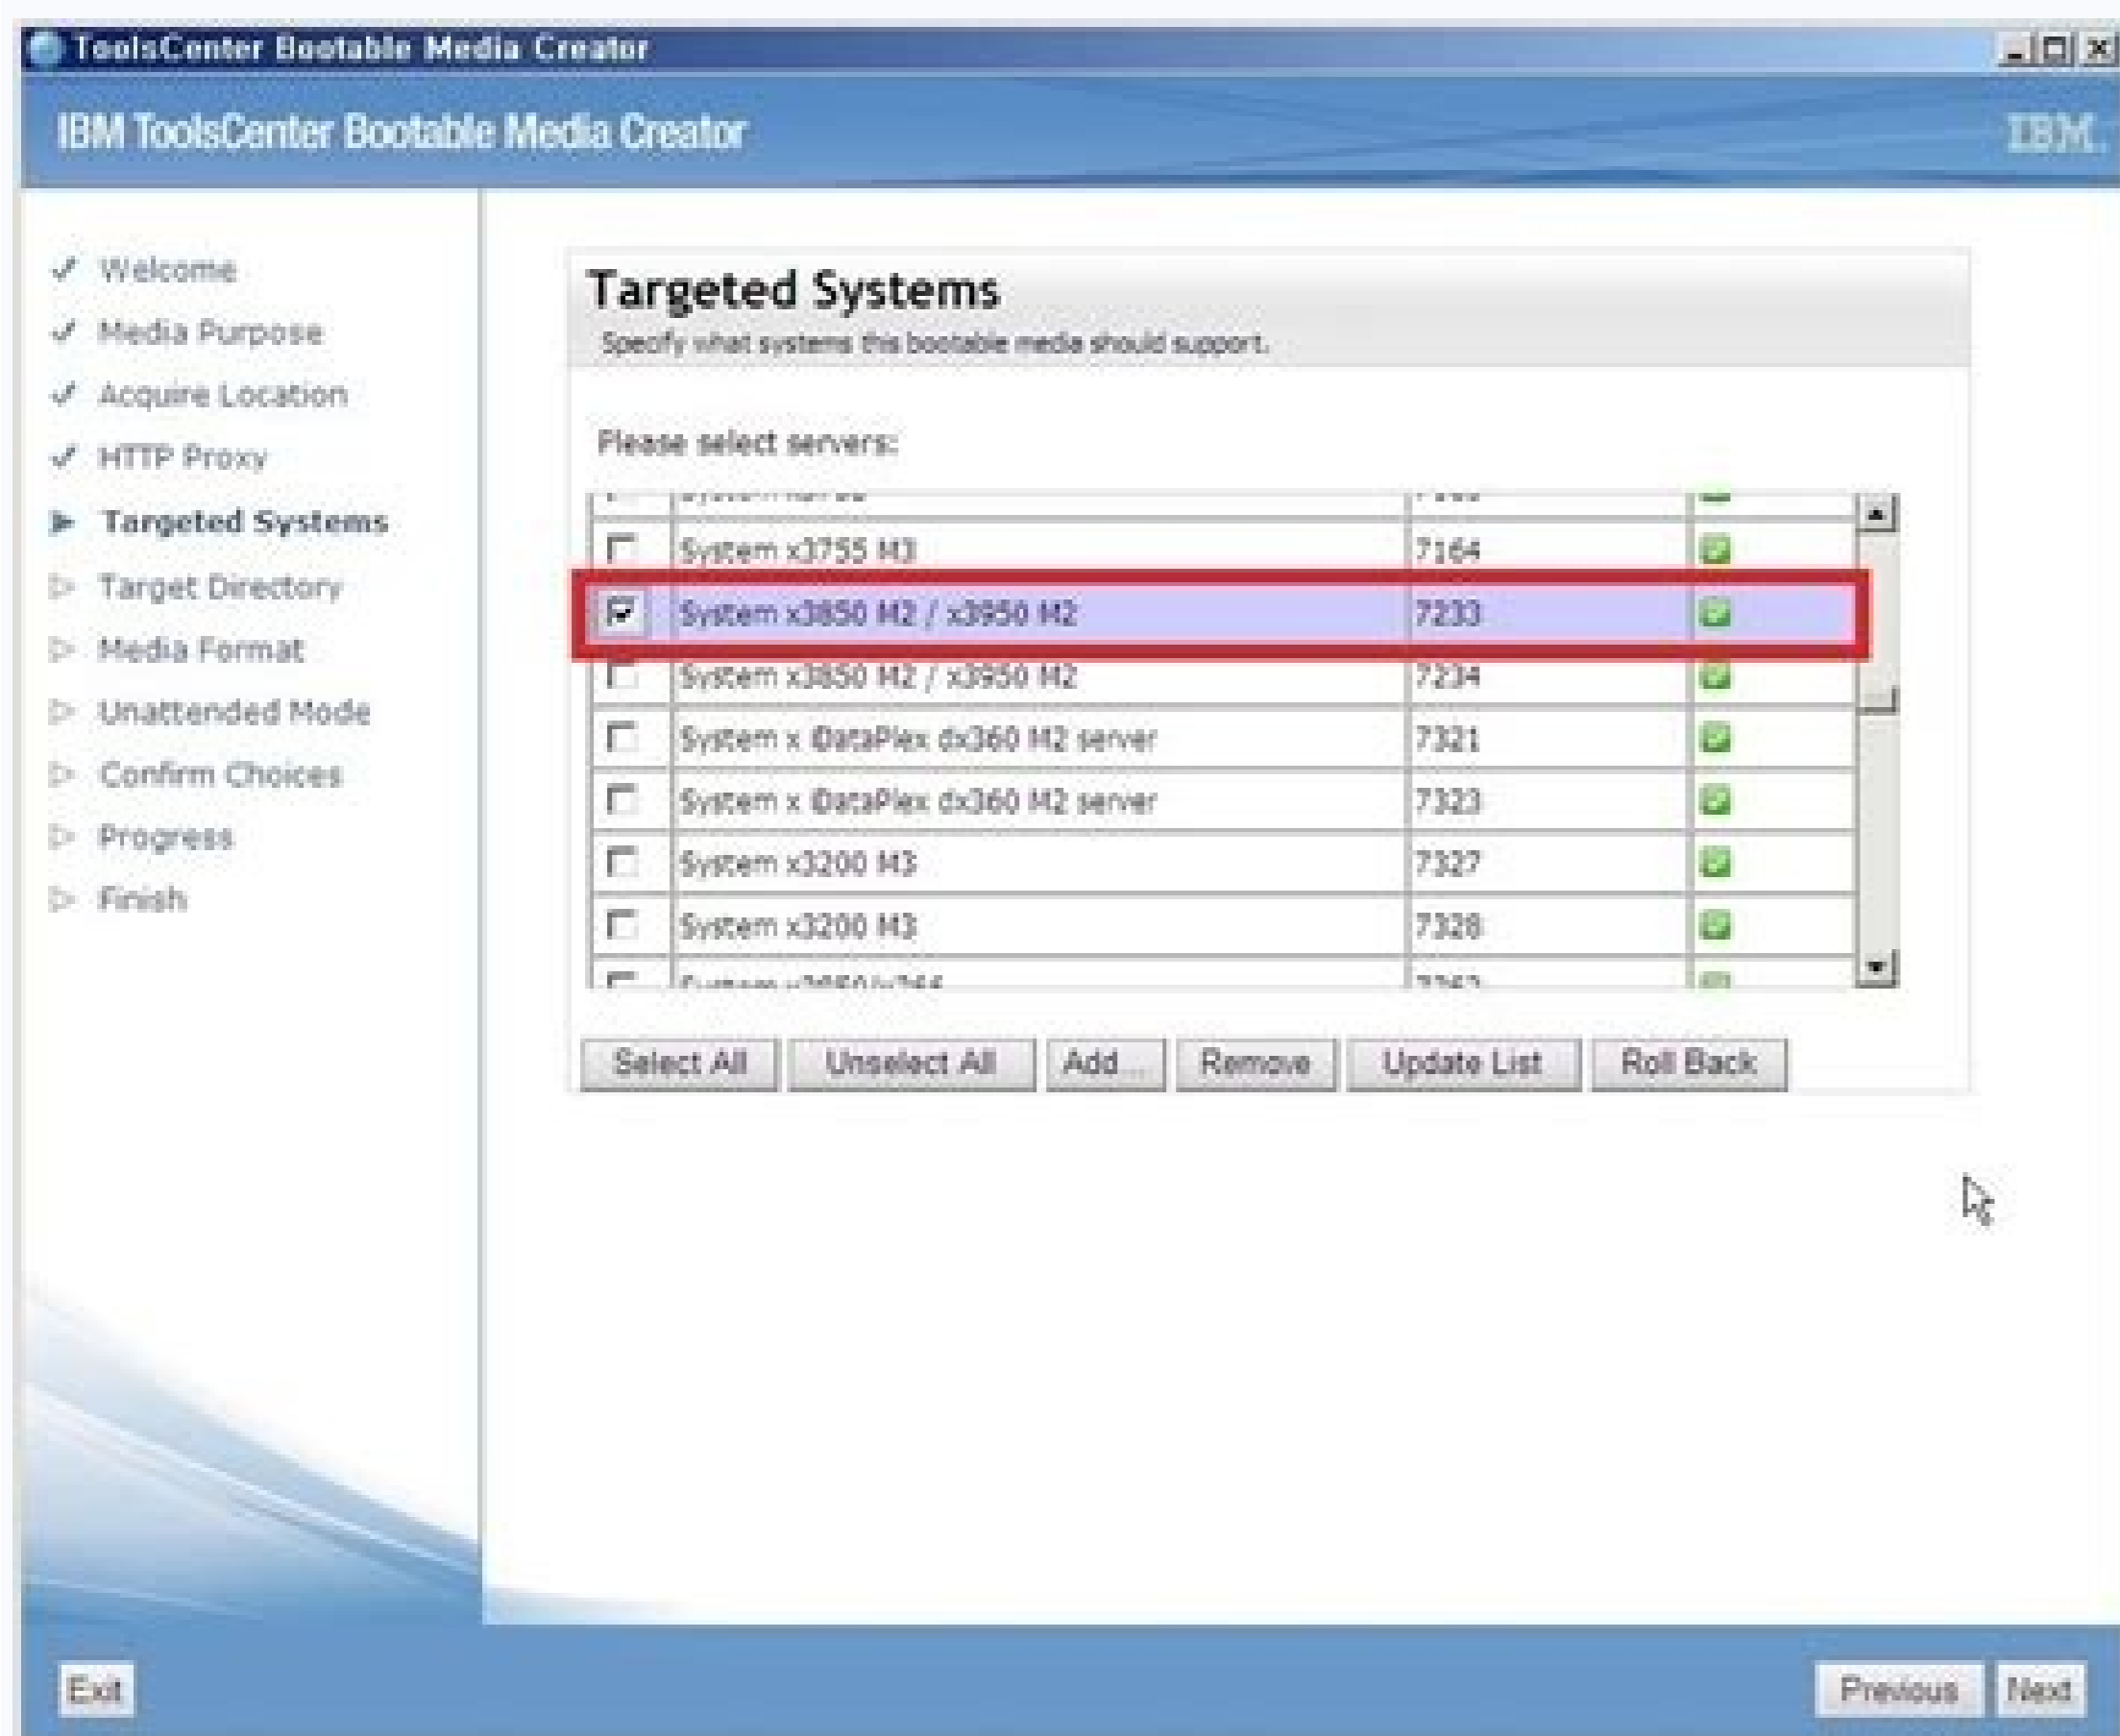 ToolsCenter Bootable Media Creator
IBM ToolsCenter Bootable Media Creator
IBM.
Welcome
Media Purpose
Acquire Location
HTTP Proxy
Targeted Systems
Target Directory
Media Format
Unattended Mode
Confirm Choices
Progress
Finish
Targeted Systems
Specify what systems this bootable media should support.
Please select servers:
System x3755 M3 7164
System x3850 M2 / x3950 M2 7233
System x3850 M2 / x3950 M2 7234
System x iDataPlex dx360 M2 server 7321
System x iDataPlex dx360 M2 server 7323
System x3200 M3 7327
System x3200 M3 7328
Select All Unselect All Add... Remove Update List Roll Back
Exit Previous Next